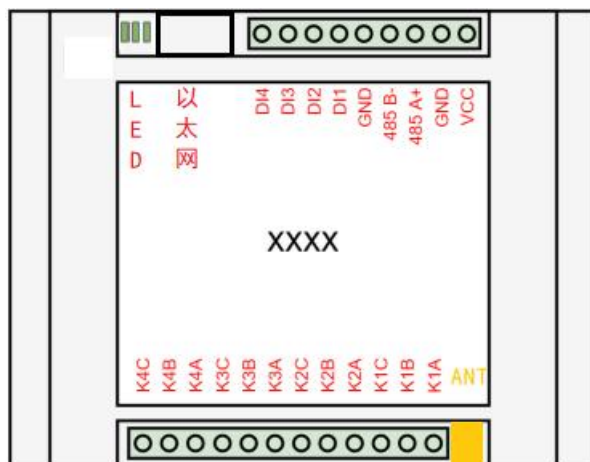 LED
以太网
DI4
DI3
DI2
DI1
GND
485 B-
485 A+
GND
VCC
XXXX
K4C
K4B
K4A
K3C
K3B
K3A
K2C
K2B
K2A
K1C
K1B
K1A
ANT